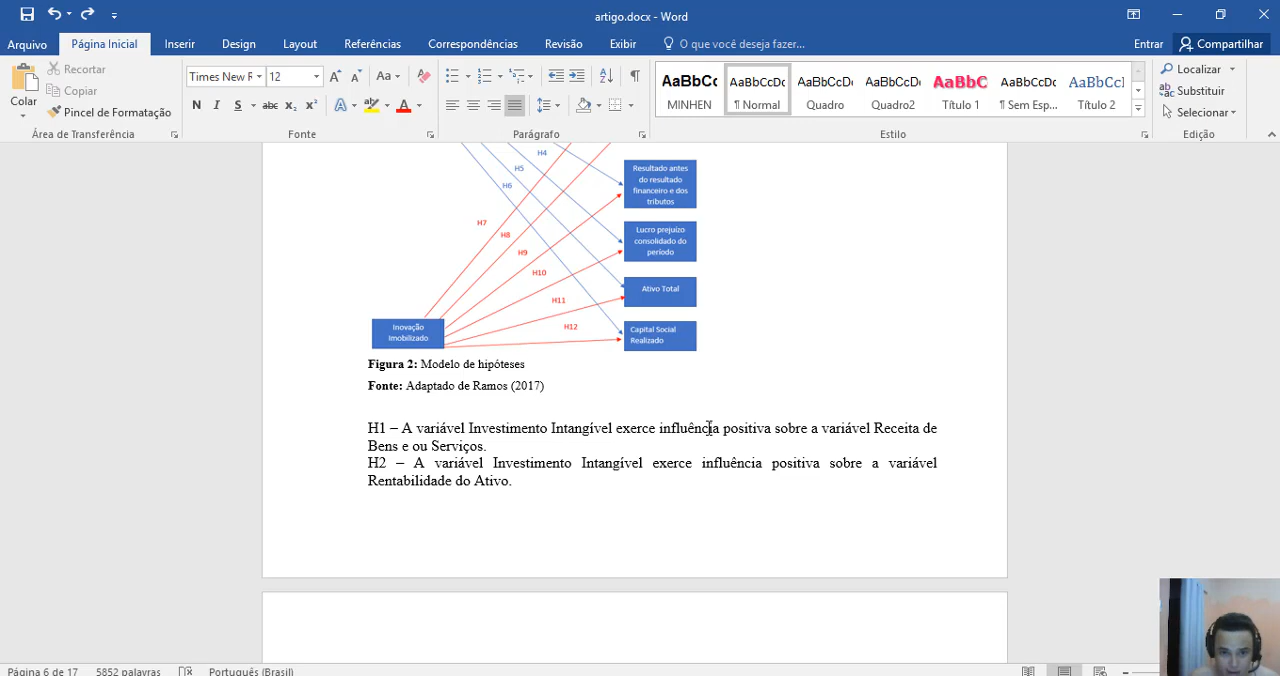 artigo.docx - Word
Arquivo Página Inicial Inserir Design Layout Referências Correspondências Revisão Exibir O que você deseja fazer... Entrar Compartilhar
Colar
Recortar
Copiar
Pincel de Formatação
Área de Transferência
Times New R 12
Aa
N I S abc x₂ x² A A
Fonte
Parágrafo
AaBbCc AaBbCcDc AaBbCcDc AaBbCcDc AaBbC AaBbCcDc AaBbCcI
MINHEN ¶ Normal Quadro Quadro2 Título 1 ¶ Sem Esp... Título 2
Estilo
Localizar
Substituir
Selecionar
Edição
H4
H5
H6
H7
H8
H9
H10
H11
H12
Resultado antes
do resultado
financeiro e dos
tributos
Lucro prejuízo
consolidado do
período
Ativo Total
Capital Social
Realizado
Inovação
Imobilizado
Figura 2: Modelo de hipóteses
Fonte: Adaptado de Ramos (2017)
H1 – A variável Investimento Intangível exerce influência positiva sobre a variável Receita de
Bens e ou Serviços.
H2 – A variável Investimento Intangível exerce influência positiva sobre a variável
Rentabilidade do Ativo.
Página 6 de 17 5852 palavras Português (Brasil)